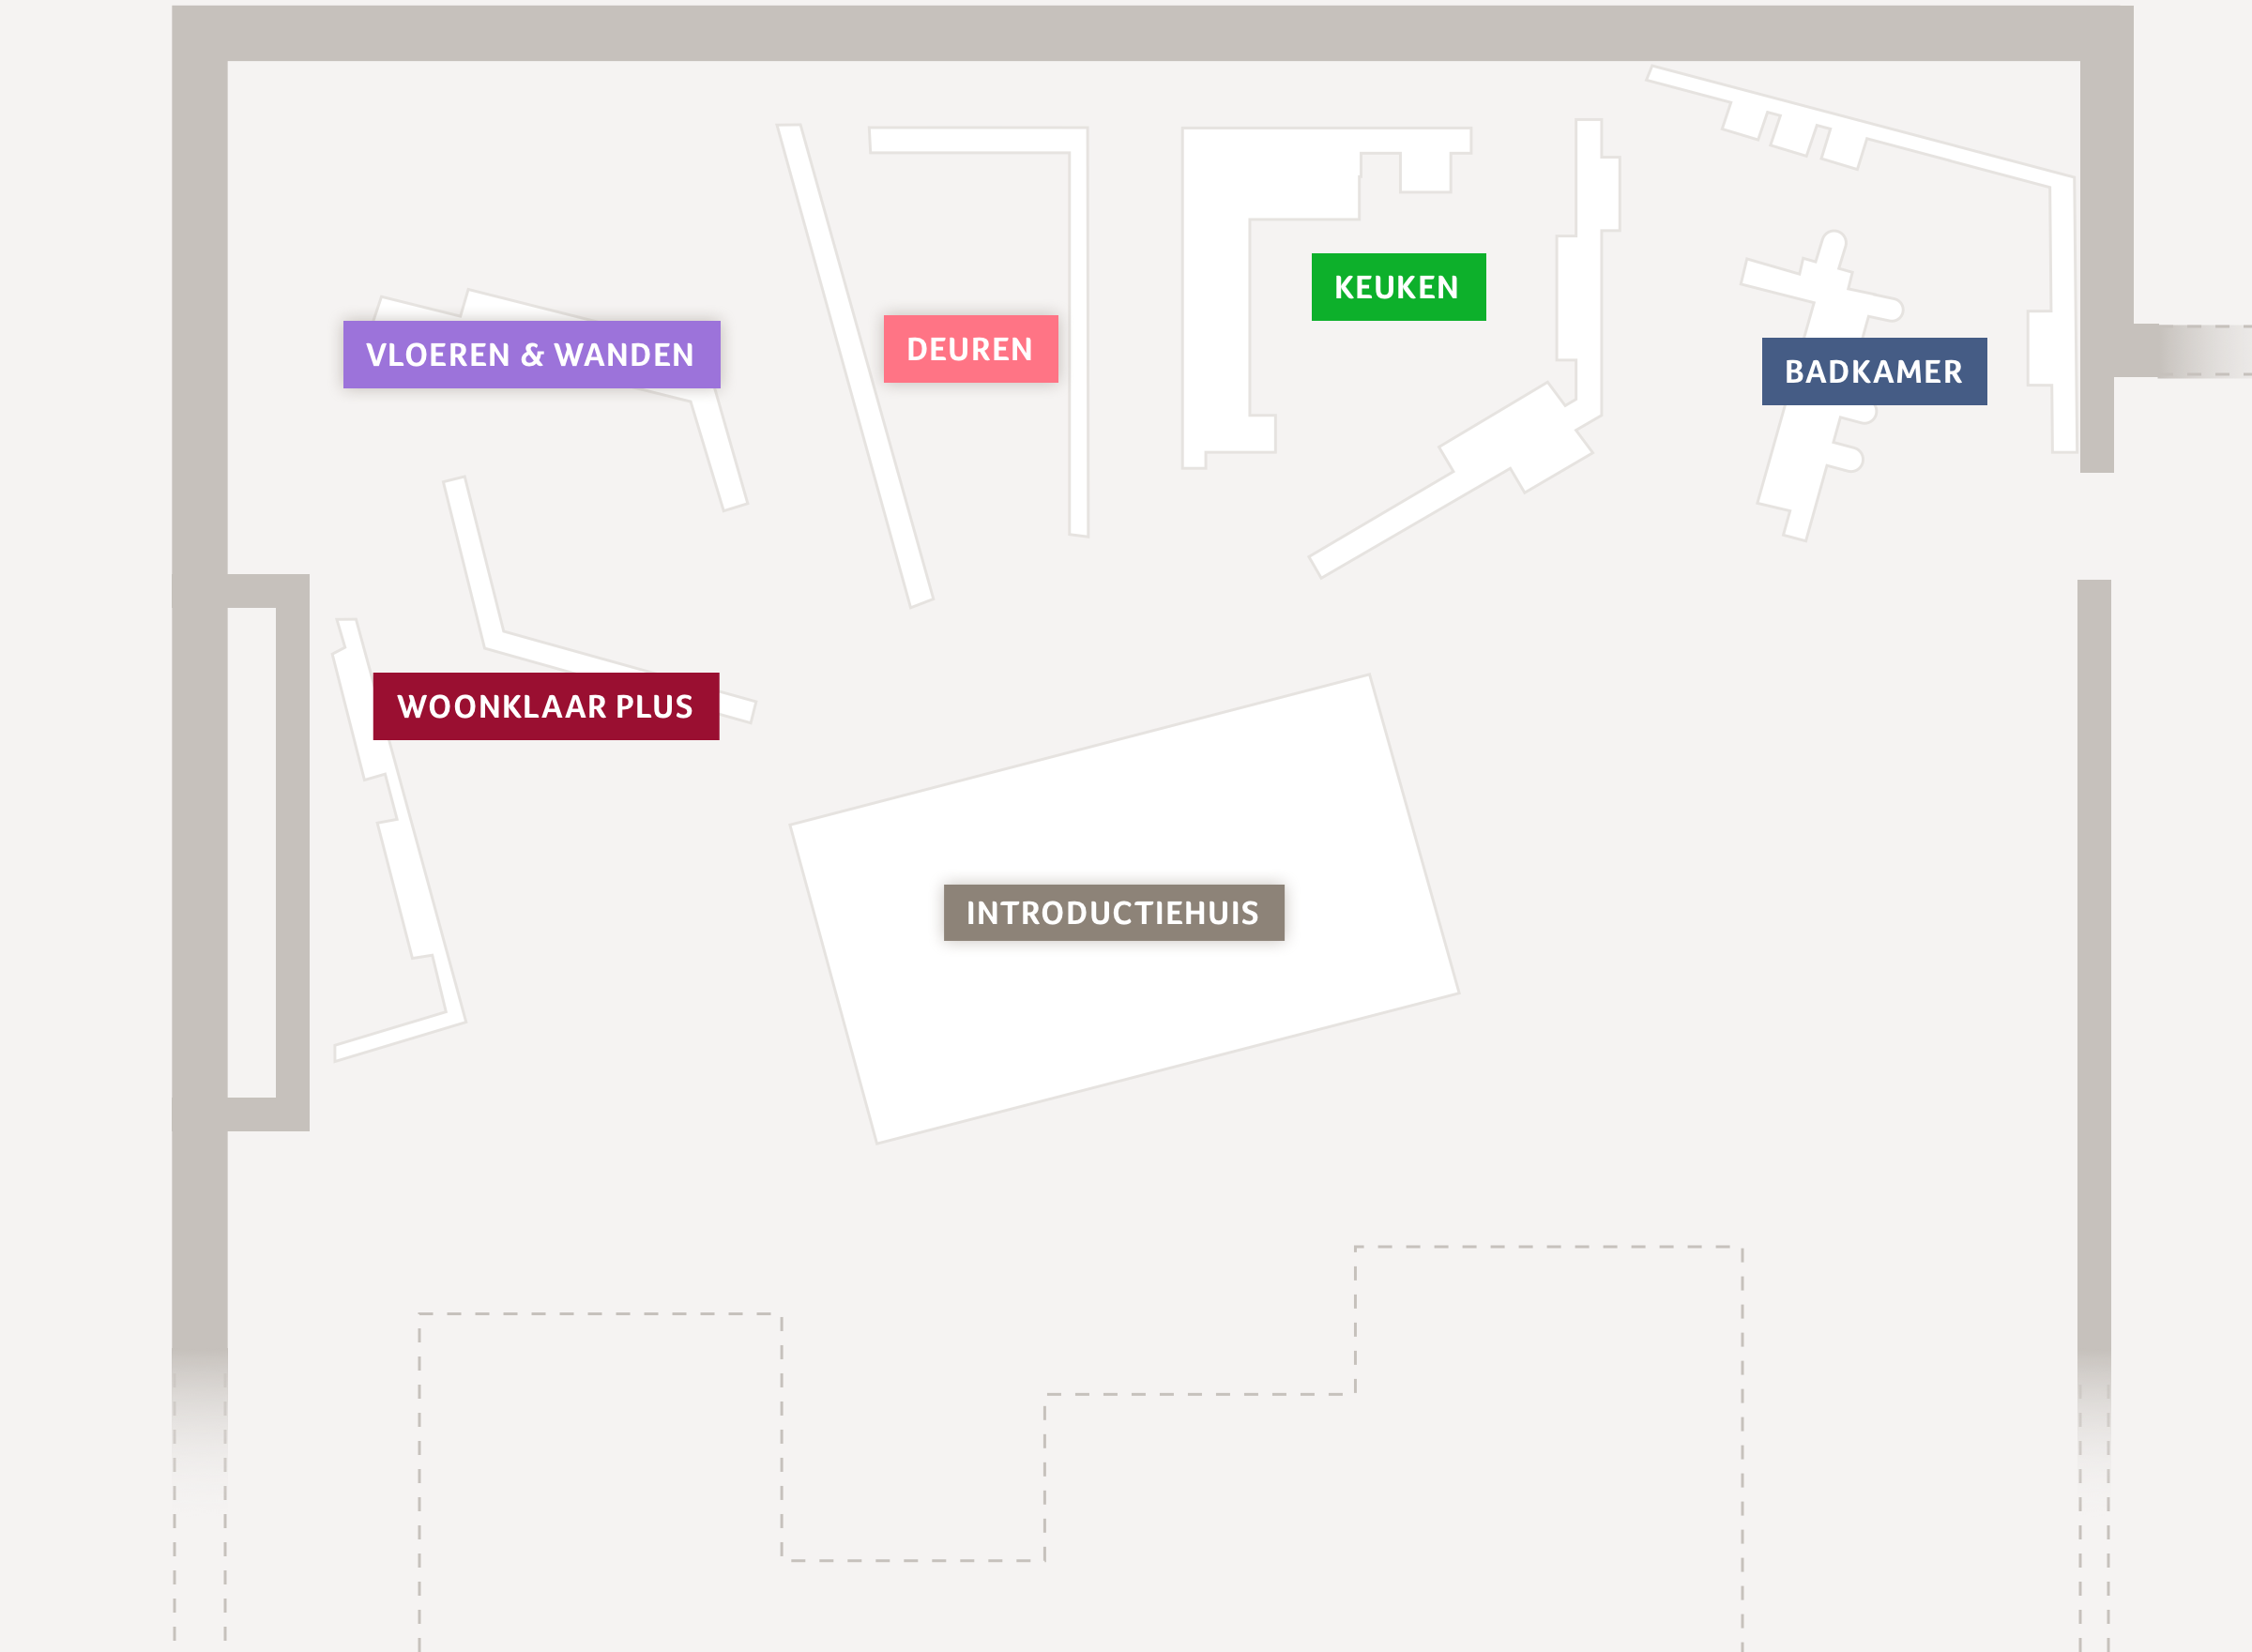 KEUKEN
DEUREN
VLOEREN & WANDEN
BADKAMER
WOONKLAAR PLUS
INTRODUCTIEHUIS